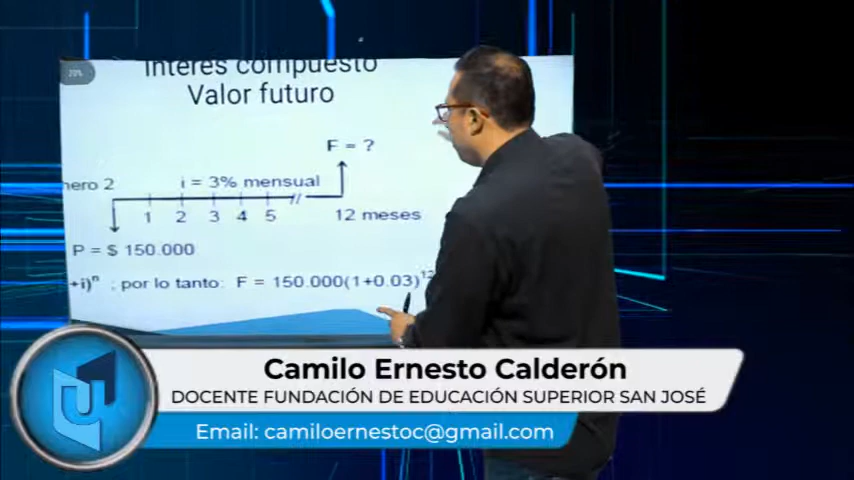 Interés compuesto
Valor futuro
F = ?
nero 2
i = 3% mensual
1 2 3 4 5
12 meses
P = $ 150.000
+i)ⁿ ; por lo tanto: F = 150.000(1+0.03)¹²
Camilo Ernesto Calderón
DOCENTE FUNDACIÓN DE EDUCACIÓN SUPERIOR SAN JOSÉ
Email: camiloernestoc@gmail.com